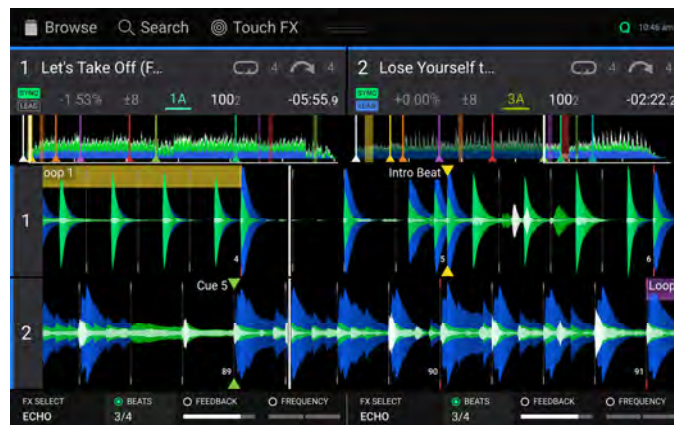 Browse Search Touch FX 10:46 am
1 Let's Take Off (F... 4 4
2 Lose Yourself t... 4 4
SYNC LEAD -1.53% ±8 1A 1002 -05:55.9
SYNC LEAD +0.00% ±8 3A 1002 -02:22.2
oop 1
Intro Beat
1
4
5
6
Cue 5
Loop
2
89
90
91
FX SELECT BEATS FEEDBACK FREQUENCY
ECHO 3/4
FX SELECT BEATS FEEDBACK FREQUENCY
ECHO 3/4